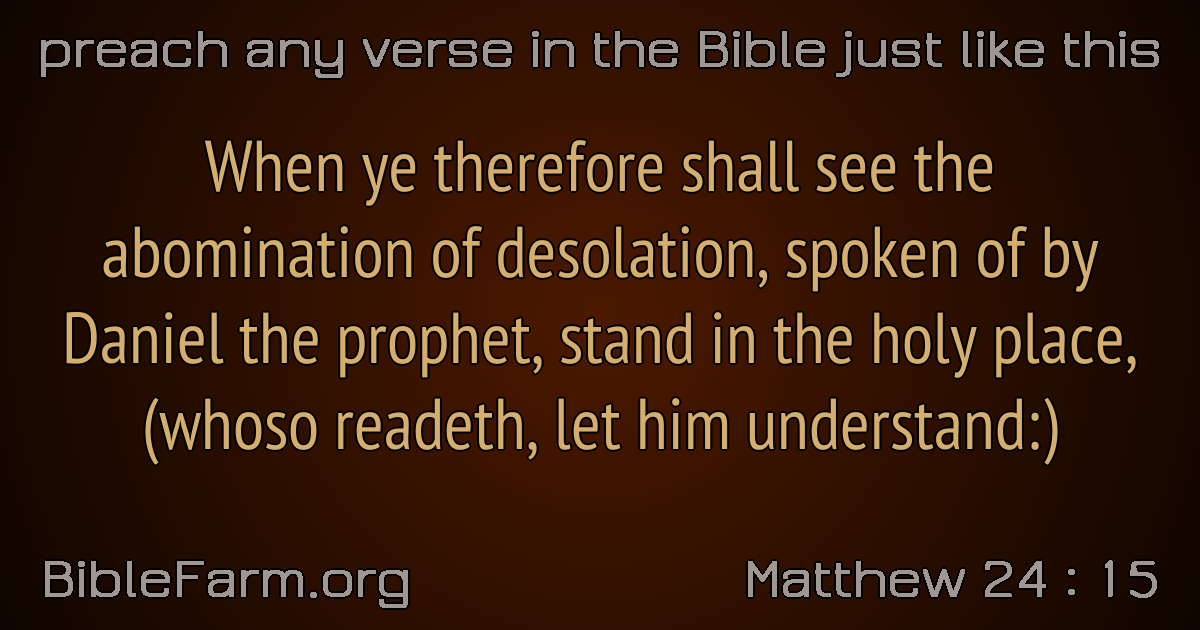 preach any verse in the Bible just like this
When ye therefore shall see the
abomination of desolation, spoken of by
Daniel the prophet, stand in the holy place,
(whoso readeth, let him understand:)
BibleFarm.org
Matthew 24 : 15